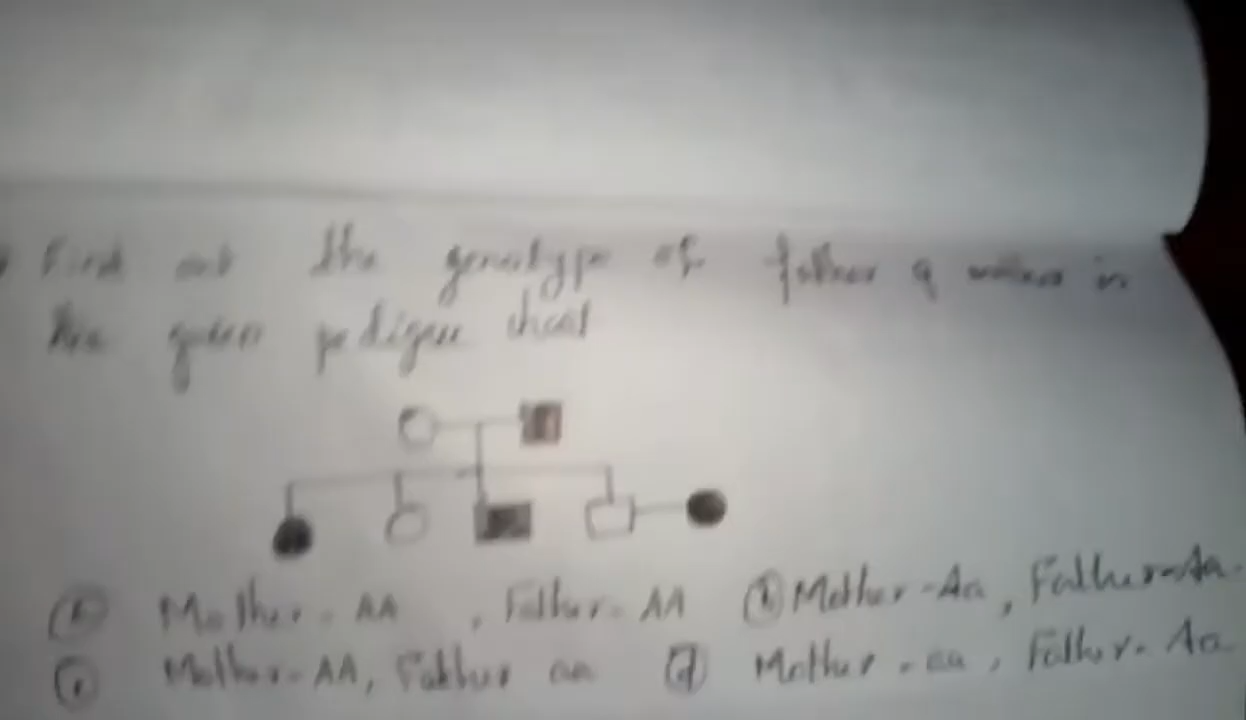 Find out the genotype of father & mother in
the given pedigree chart
Mother - AA , Father - AA (b) Mother - Aa , Father - Aa
(c) Mother - AA, Father aa (d) Mother - aa , Father - Aa